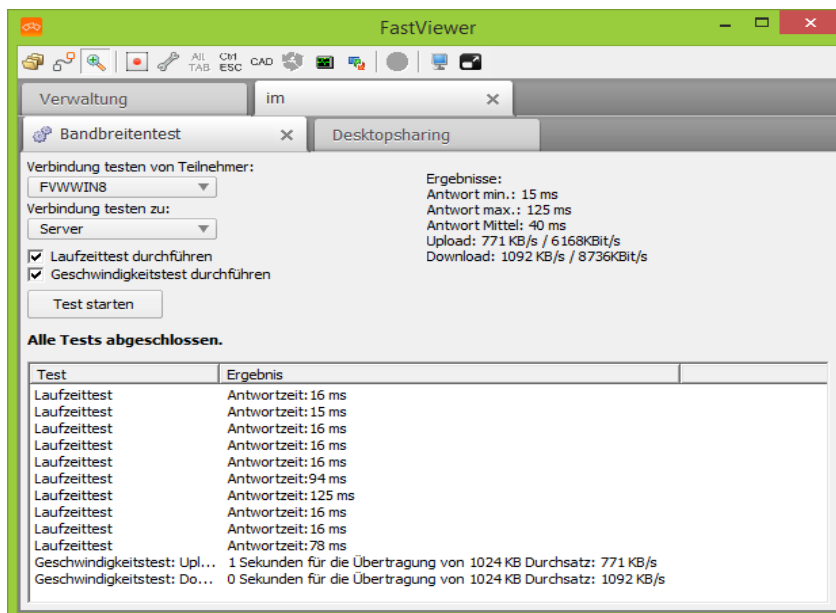 FastViewer
All TAB Ctrl ESC CAD
Verwaltung im
Bandbreitentest Desktopsharing
Verbindung testen von Teilnehmer:
FVWWIN8
Verbindung testen zu:
Server
Laufzeittest durchführen
Geschwindigkeitstest durchführen
Test starten
Ergebnisse:
Antwort min.: 15 ms
Antwort max.: 125 ms
Antwort Mittel: 40 ms
Upload: 771 KB/s / 6168KBit/s
Download: 1092 KB/s / 8736KBit/s
Alle Tests abgeschlossen.
Test Ergebnis
Laufzeittest Antwortzeit:16 ms
Laufzeittest Antwortzeit:15 ms
Laufzeittest Antwortzeit:16 ms
Laufzeittest Antwortzeit:16 ms
Laufzeittest Antwortzeit:16 ms
Laufzeittest Antwortzeit:94 ms
Laufzeittest Antwortzeit:125 ms
Laufzeittest Antwortzeit:16 ms
Laufzeittest Antwortzeit:16 ms
Laufzeittest Antwortzeit:78 ms
Geschwindigkeitstest: Upl... 1 Sekunden für die Übertragung von 1024 KB Durchsatz: 771 KB/s
Geschwindigkeitstest: Do... 0 Sekunden für die Übertragung von 1024 KB Durchsatz: 1092 KB/s